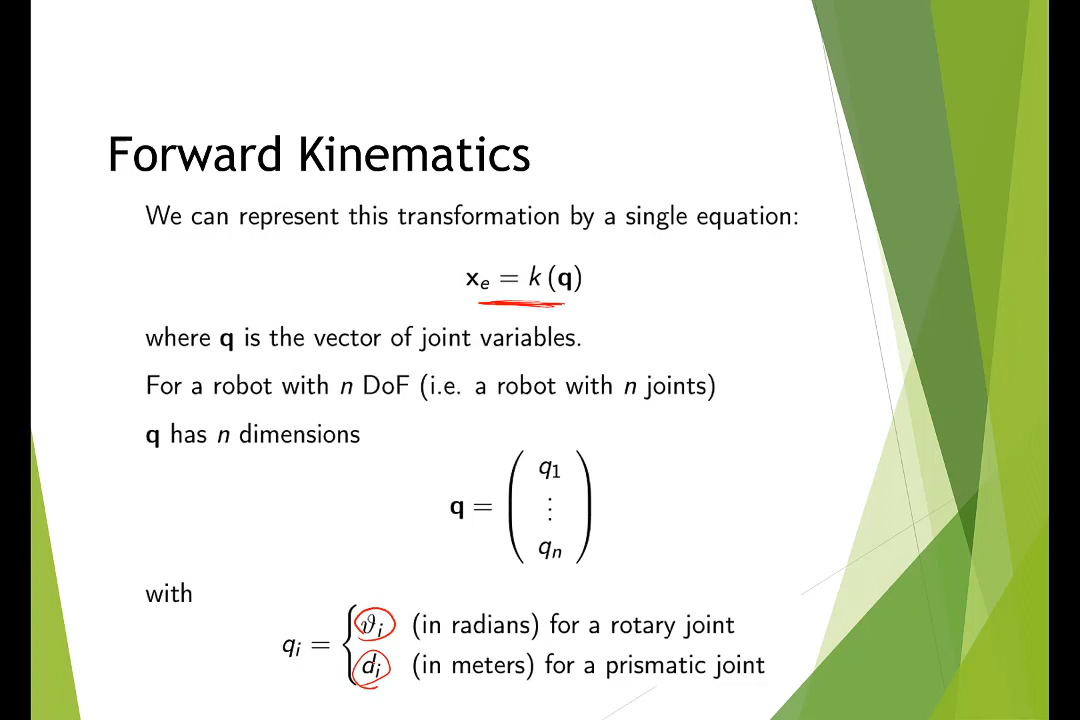 Forward Kinematics
We can represent this transformation by a single equation:
xₑ = k (q)
where q is the vector of joint variables.
For a robot with n DoF (i.e. a robot with n joints)
q has n dimensions
q = ( q₁ ⋮ qₙ )
with
qᵢ = { ϑᵢ (in radians) for a rotary joint
dᵢ (in meters) for a prismatic joint